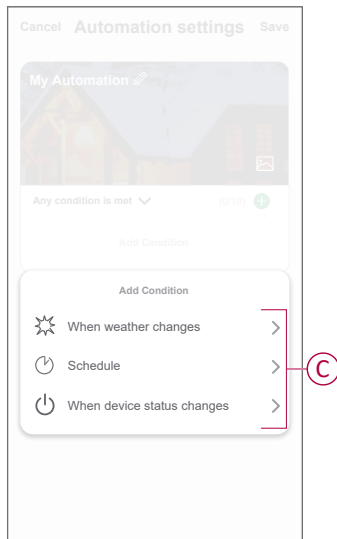 Cancel Automation settings Save
My Automation
Any condition is met (0/10)
Add Condition
Add Condition
When weather changes
Schedule
When device status changes
C